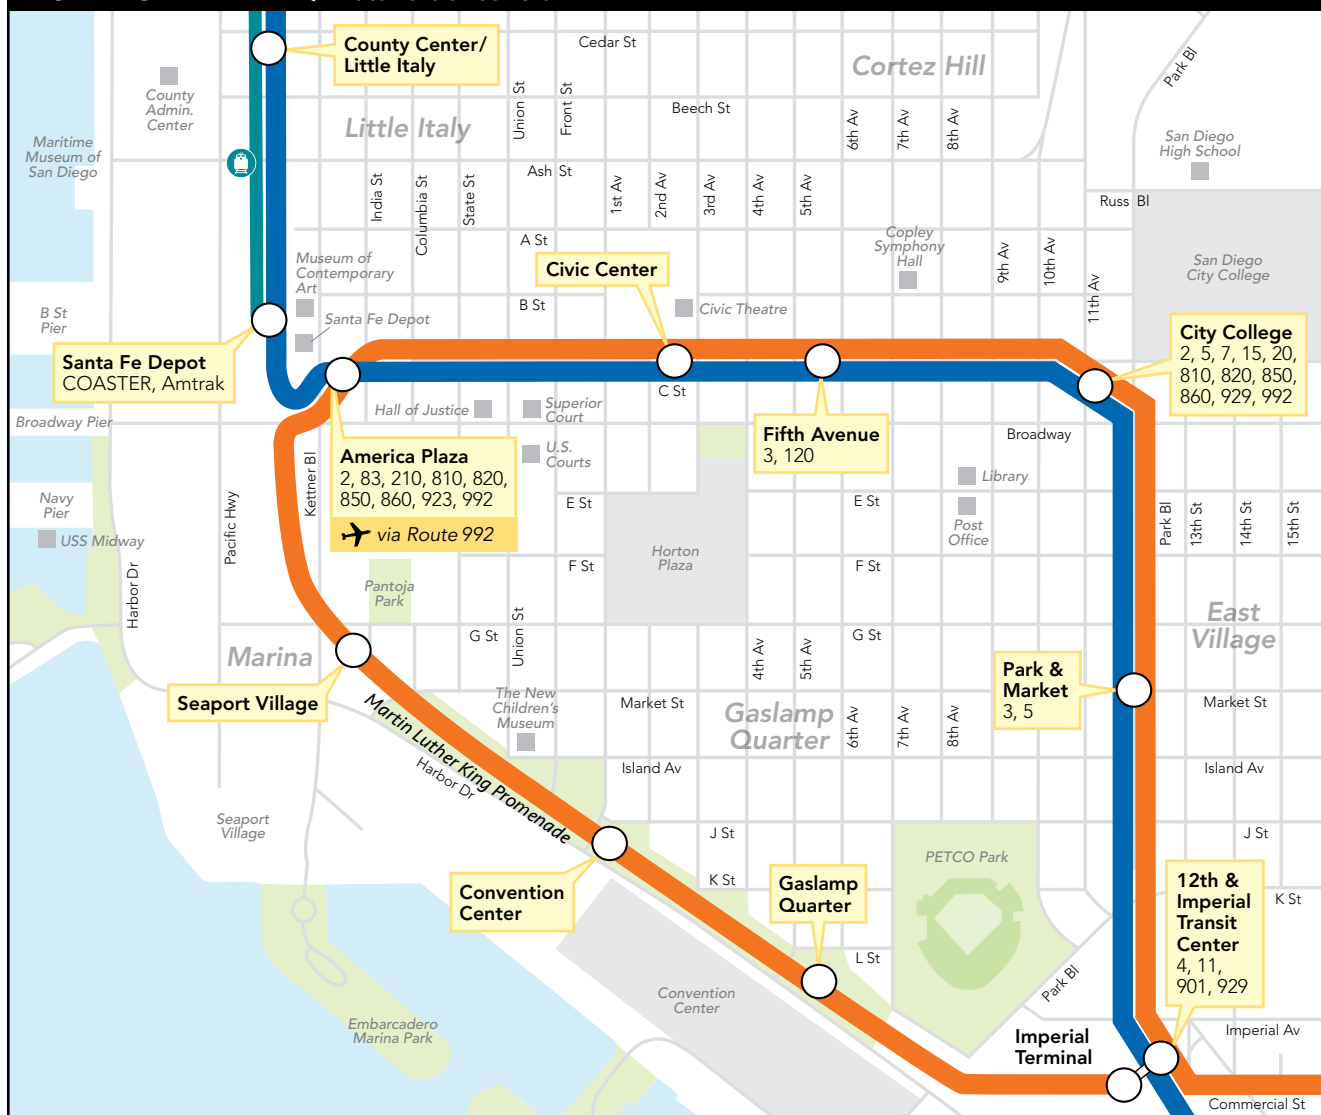 County Center/
Little Italy
Cedar St
Cortez Hill
Park Bl
County
Admin.
Center
Little Italy
Union St
Front St
Beech St
6th Av
7th Av
8th Av
Maritime
Museum of
San Diego
San Diego
High School
Ash St
India St
Columbia St
State St
1st Av
2nd Av
3rd Av
4th Av
5th Av
Russ Bl
A St
Copley
Symphony
Hall
9th Av
10th Av
11th Av
San Diego
City College
Museum of
Contemporary
Art
Civic Center
B St
Civic Theatre
B St
Pier
Santa Fe Depot
City College
2, 5, 7, 15, 20,
810, 820, 850,
860, 929, 992
Santa Fe Depot
COASTER, Amtrak
C St
Hall of Justice
Superior
Court
Broadway Pier
Fifth Avenue
3, 120
Broadway
America Plaza
2, 83, 210, 810, 820,
850, 860, 923, 992
via Route 992
U.S.
Courts
Kettner Bl
Pacific Hwy
Library
Navy
Pier
USS Midway
E St
E St
Post
Office
Park Bl
13th St
14th St
15th St
Horton
Plaza
F St
F St
Harbor Dr
Pantoja
Park
Union St
G St
G St
East
Village
Marina
4th Av
5th Av
Park &
Market
3, 5
Seaport Village
The New
Children's
Museum
Market St
Gaslamp
Quarter
6th Av
7th Av
8th Av
Market St
Martin Luther King Promenade
Harbor Dr
Island Av
Island Av
Seaport
Village
J St
J St
PETCO Park
Convention
Center
K St
Gaslamp
Quarter
12th &
Imperial
Transit
Center
4, 11,
901, 929
K St
L St
Park Bl
Convention
Center
Embarcadero
Marina Park
Imperial
Terminal
Imperial Av
Commercial St